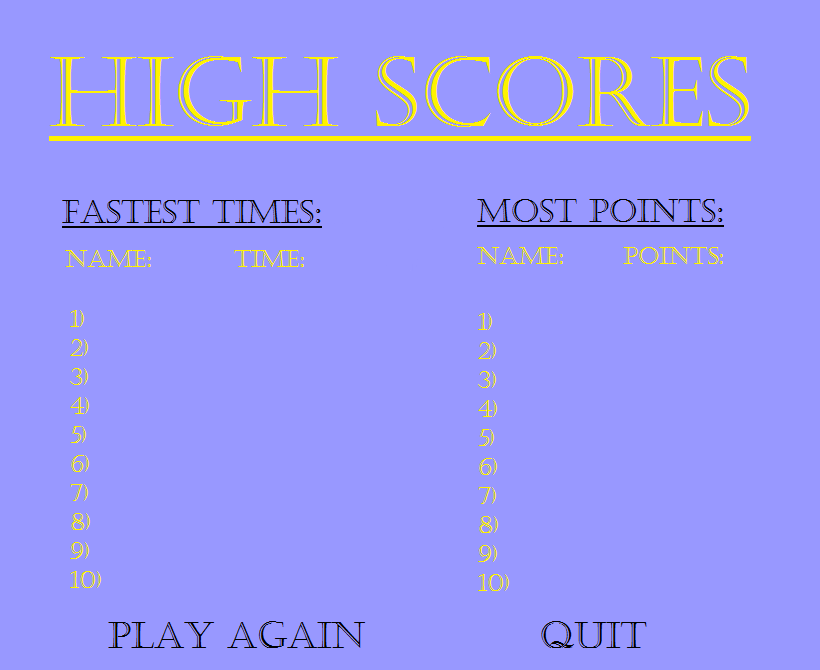 HIGH SCORES
FASTEST TIMES:
NAME: TIME:
1)
2)
3)
4)
5)
6)
7)
8)
9)
10)
MOST POINTS:
NAME: POINTS:
1)
2)
3)
4)
5)
6)
7)
8)
9)
10)
PLAY AGAIN
QUIT